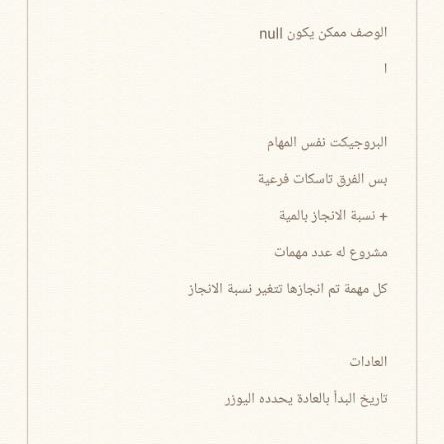 الوصف ممكن يكون null
ا
البروجيكت نفس المهام
بس الفرق تاسكات فرعية
+ نسبة الانجاز بالمية
مشروع له عدد مهمات
كل مهمة تم انجازها تتغير نسبة الانجاز
العادات
تاريخ البدأ بالعادة يحدده اليوزر